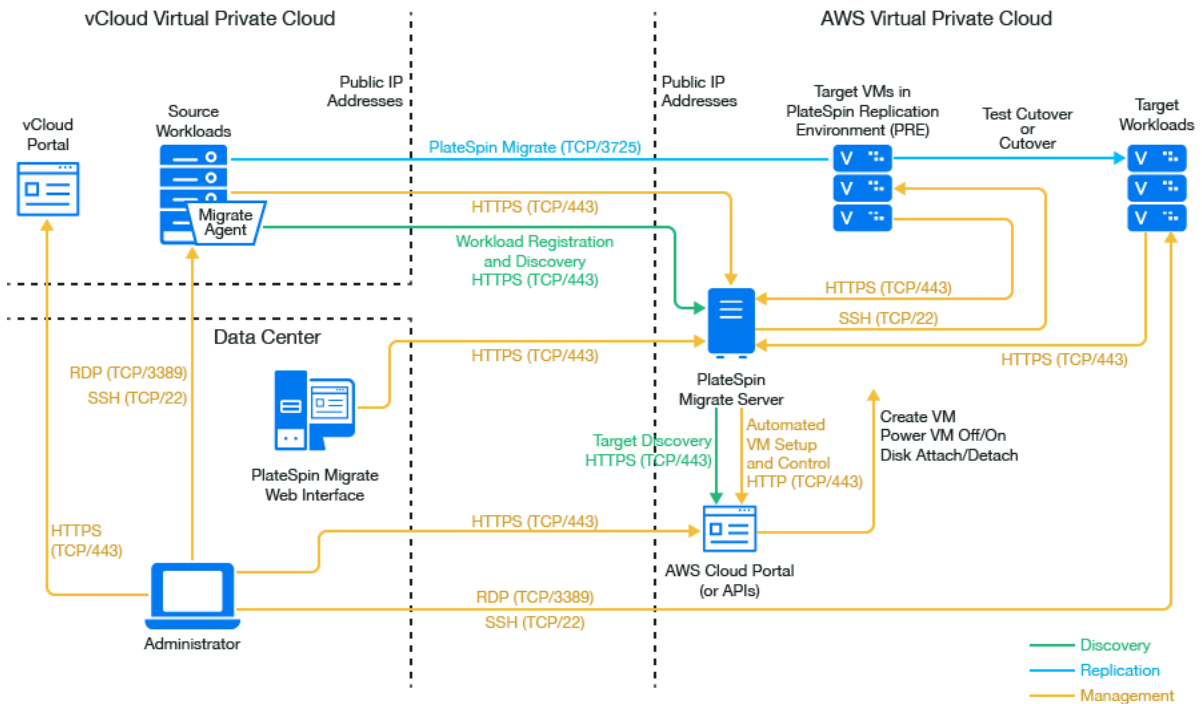 vCloud Virtual Private Cloud
AWS Virtual Private Cloud
Public IP
Addresses
Public IP
Addresses
vCloud
Portal
Source
Workloads
Migrate
Agent
Target VMs in
PlateSpin Replication
Environment (PRE)
Test Cutover
or
Cutover
Target
Workloads
PlateSpin Migrate (TCP/3725)
HTTPS (TCP/443)
Workload Registration
and Discovery
HTTPS (TCP/443)
HTTPS (TCP/443)
SSH (TCP/22)
HTTPS (TCP/443)
Data Center
RDP (TCP/3389)
SSH (TCP/22)
HTTPS (TCP/443)
PlateSpin Migrate
Web Interface
PlateSpin
Migrate Server
Target Discovery
HTTPS (TCP/443)
Automated
VM Setup
and Control
HTTP (TCP/443)
Create VM
Power VM Off/On
Disk Attach/Detach
HTTPS
(TCP/443)
HTTPS (TCP/443)
AWS Cloud Portal
(or APIs)
RDP (TCP/3389)
SSH (TCP/22)
Administrator
Discovery
Replication
Management